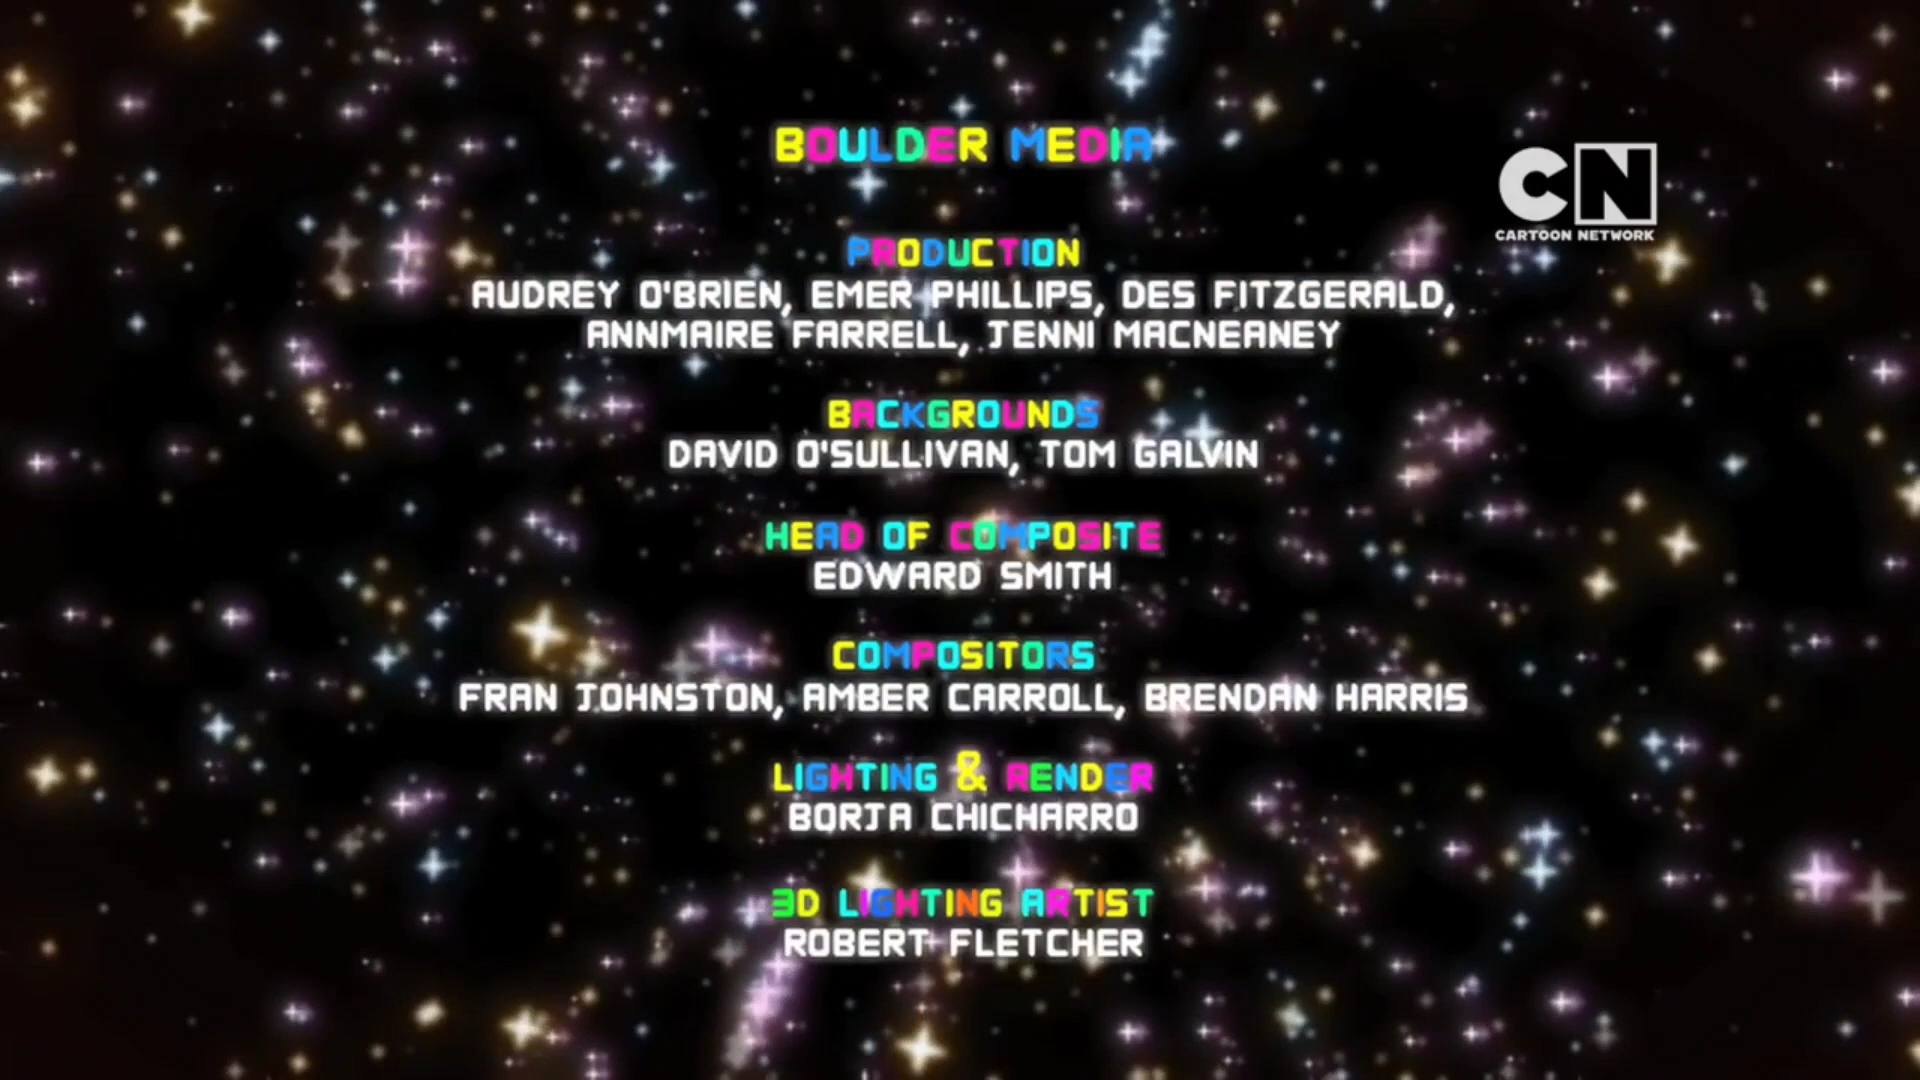 BOULDER MEDIA
CN
CARTOON NETWORK
PRODUCTION
AUDREY O'BRIEN, EMER PHILLIPS, DES FITZGERALD,
ANNMAIRE FARRELL, JENNI MACNEANEY
BACKGROUNDS
DAVID O'SULLIVAN, TOM GALVIN
HEAD OF COMPOSITE
EDWARD SMITH
COMPOSITORS
FRAN JOHNSTON, AMBER CARROLL, BRENDAN HARRIS
LIGHTING & RENDER
BORJA CHICHARRO
3D LIGHTING ARTIST
ROBERT FLETCHER